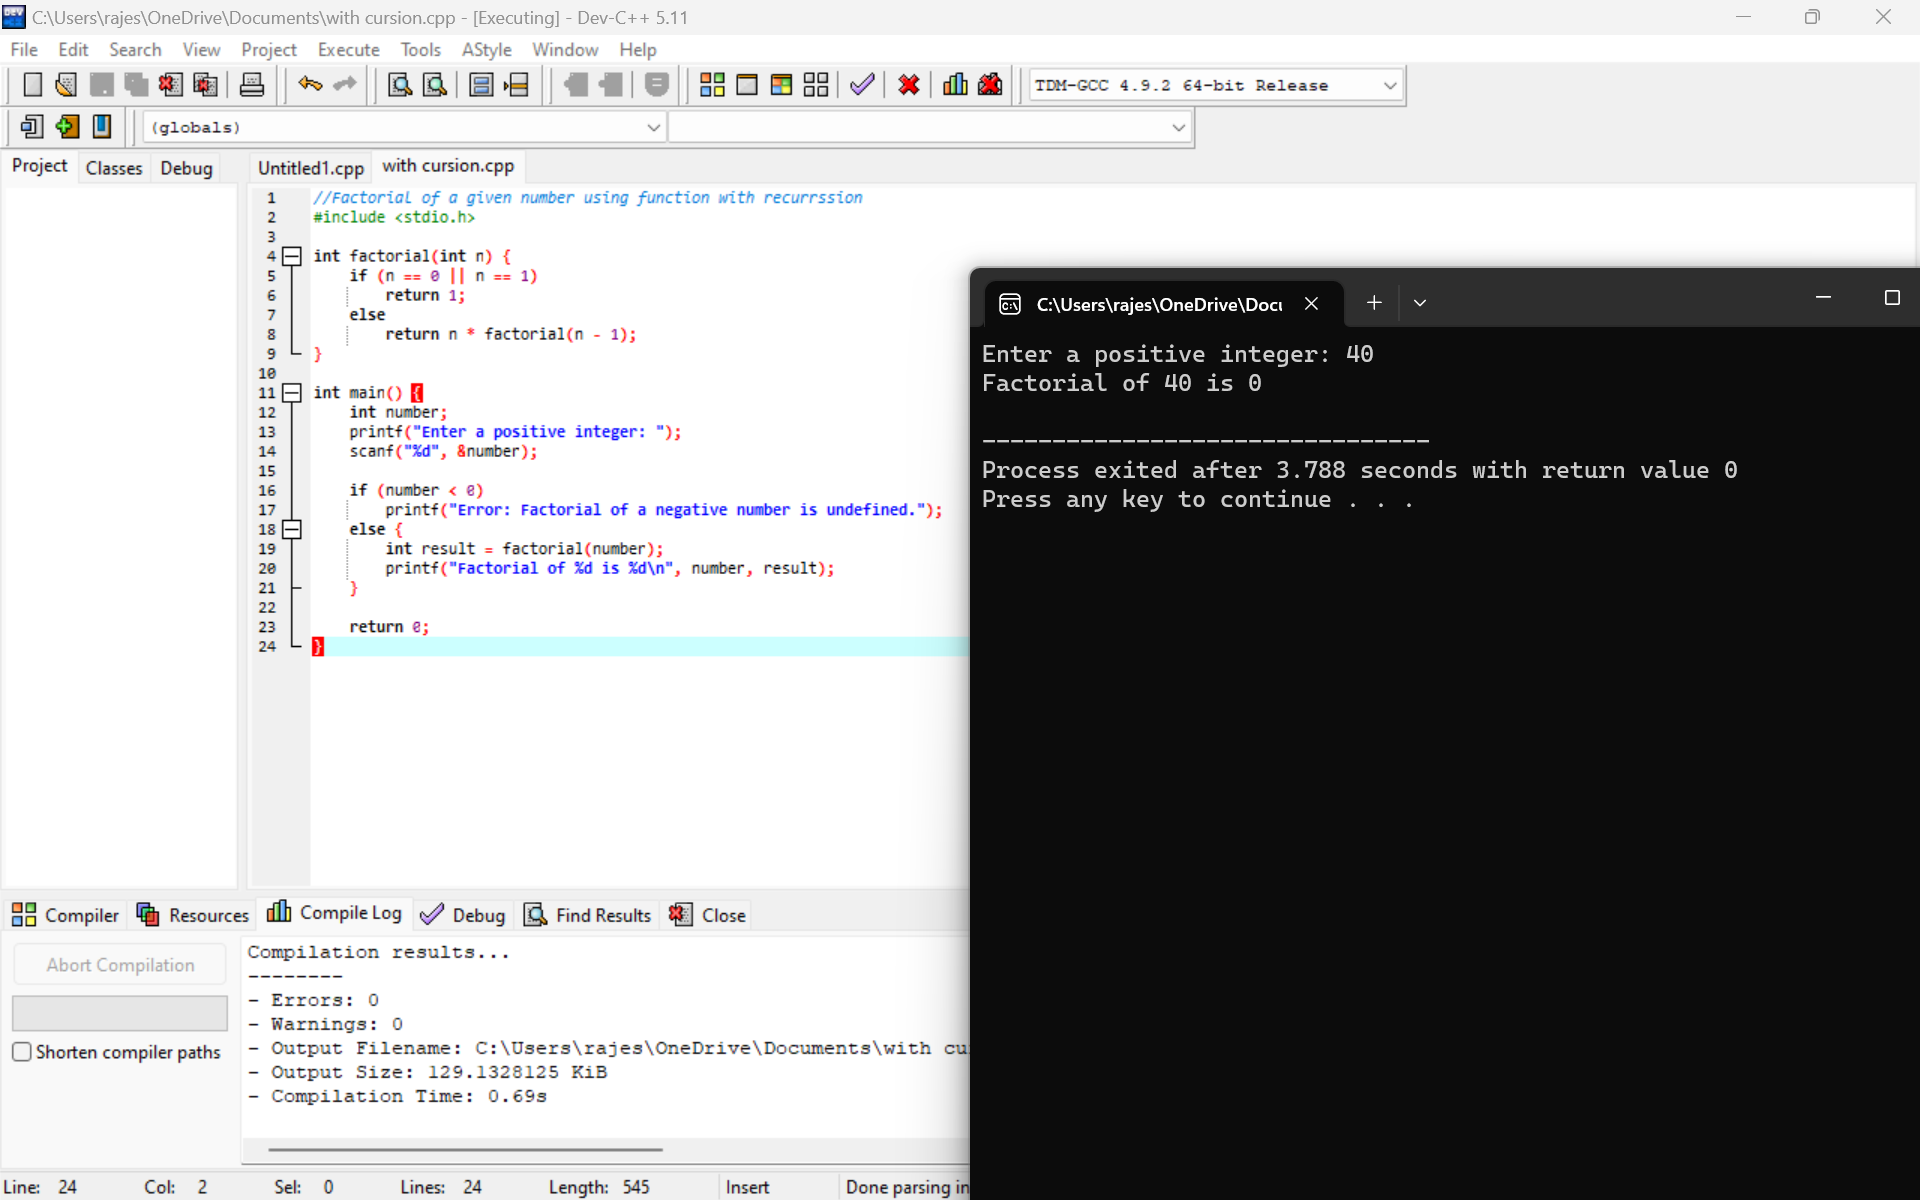 C:\Users\rajes\OneDrive\Documents\with cursion.cpp - [Executing] - Dev-C++ 5.11
File Edit Search View Project Execute Tools AStyle Window Help
TDM-GCC 4.9.2 64-bit Release
(globals)
Project Classes Debug
Untitled1.cpp with cursion.cpp
1 //Factorial of a given number using function with recurrssion
2 #include <stdio.h>
3
4 int factorial(int n) {
5 if (n == 0 || n == 1)
6 return 1;
7 else
8 return n * factorial(n - 1);
9 }
10
11 int main() {
12 int number;
13 printf("Enter a positive integer: ");
14 scanf("%d", &number);
15
16 if (number < 0)
17 printf("Error: Factorial of a negative number is undefined.");
18 else {
19 int result = factorial(number);
20 printf("Factorial of %d is %d\n", number, result);
21 }
22
23 return 0;
24 }
C:\Users\rajes\OneDrive\Docu
Enter a positive integer: 40
Factorial of 40 is 0
--------------------------------
Process exited after 3.788 seconds with return value 0
Press any key to continue . . .
Compiler Resources Compile Log Debug Find Results Close
Abort Compilation
Shorten compiler paths
Compilation results...
--------
- Errors: 0
- Warnings: 0
- Output Filename: C:\Users\rajes\OneDrive\Documents\with cu
- Output Size: 129.1328125 KiB
- Compilation Time: 0.69s
Line: 24 Col: 2 Sel: 0 Lines: 24 Length: 545 Insert Done parsing in